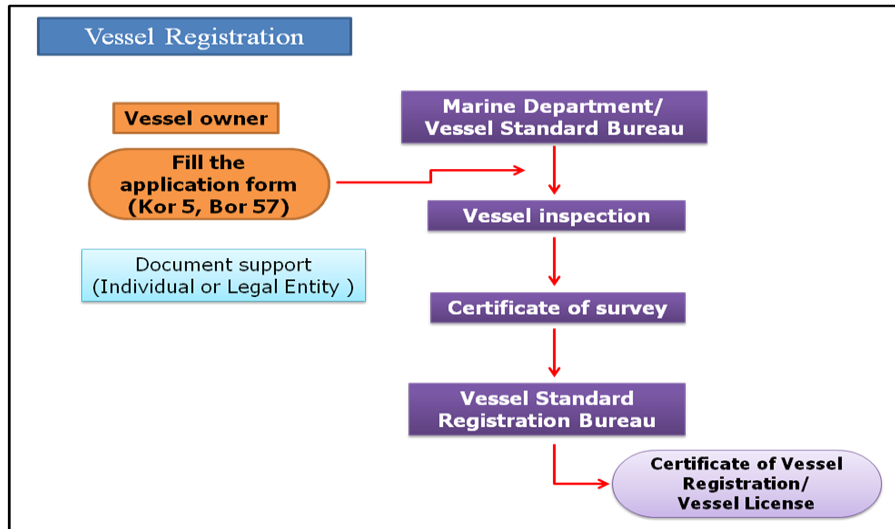 Vessel Registration
Vessel owner
Fill the
application form
(Kor 5, Bor 57)
Document support
(Individual or Legal Entity )
Marine Department/
Vessel Standard Bureau
Vessel inspection
Certificate of survey
Vessel Standard
Registration Bureau
Certificate of Vessel
Registration/
Vessel License